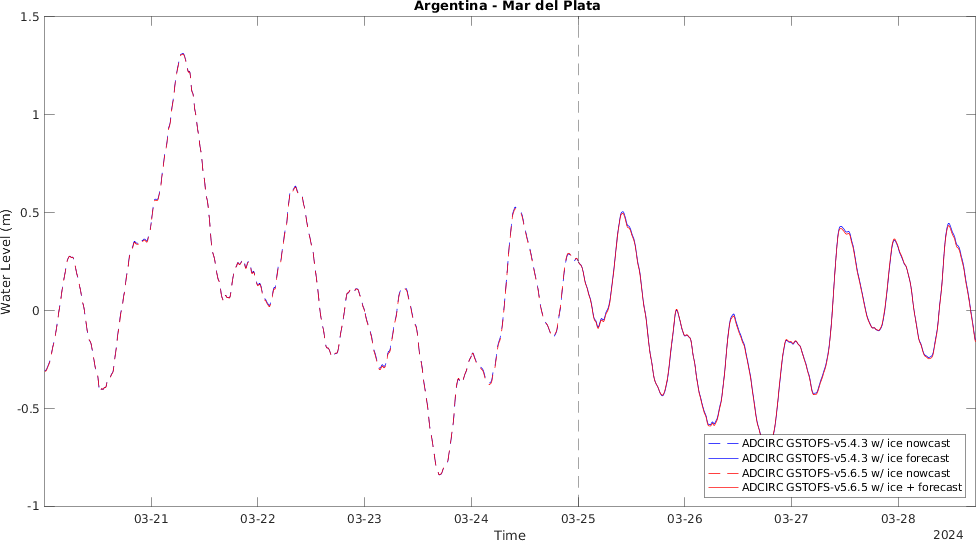 Argentina - Mar del Plata
1.5
1
0.5
0
-0.5
-1
Water Level (m)
03-21 03-22 03-23 03-24 03-25 03-26 03-27 03-28
Time
2024
ADCIRC GSTOFS-v5.4.3 w/ ice nowcast
ADCIRC GSTOFS-v5.4.3 w/ ice forecast
ADCIRC GSTOFS-v5.6.5 w/ ice nowcast
ADCIRC GSTOFS-v5.6.5 w/ ice + forecast